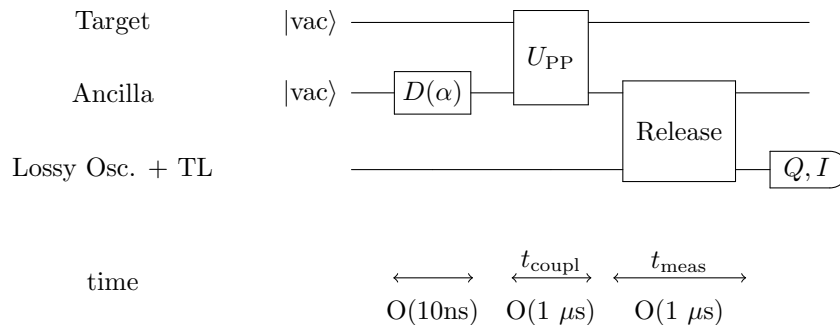 Target |vac⟩ U_PP
Ancilla |vac⟩ D(α)
Release
Lossy Osc. + TL Q, I
time t_coupl t_meas
O(10ns) O(1 μs) O(1 μs)